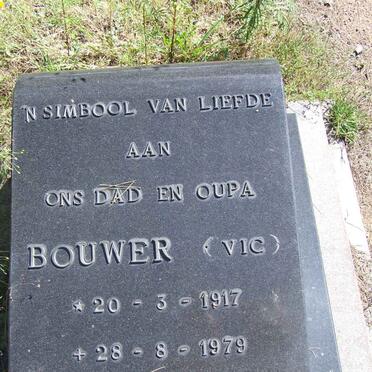 'N SIMBOOL VAN LIEFDE
AAN
ONS DAD EN OUPA
BOUWER (VIC)
* 20 - 3 - 1917
+ 28 - 8 - 1979